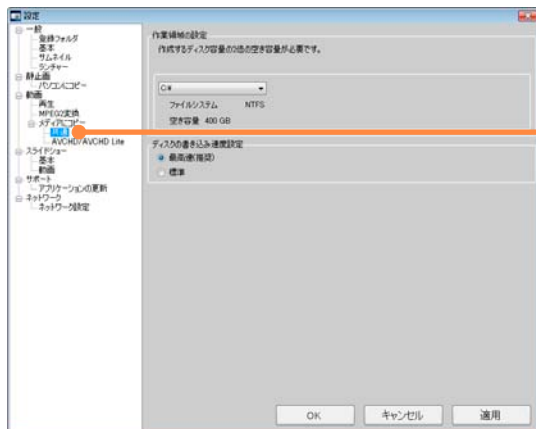 設定
一般
登録フォルダ
基本
サムネイル
ランチャー
静止画
パソコンにコピー
動画
再生
MPEG2変換
メディアにコピー
共通
AVCHD/AVCHD Lite
スライドショー
基本
動画
サポート
アプリケーションの更新
ネットワーク
ネットワーク設定
作業領域の設定
作成するディスク容量の2倍の空き容量が必要です。
C:¥
ファイルシステム NTFS
空き容量 400 GB
ディスクの書き込み速度設定
最高速(推奨)
標準
OK
キャンセル
適用